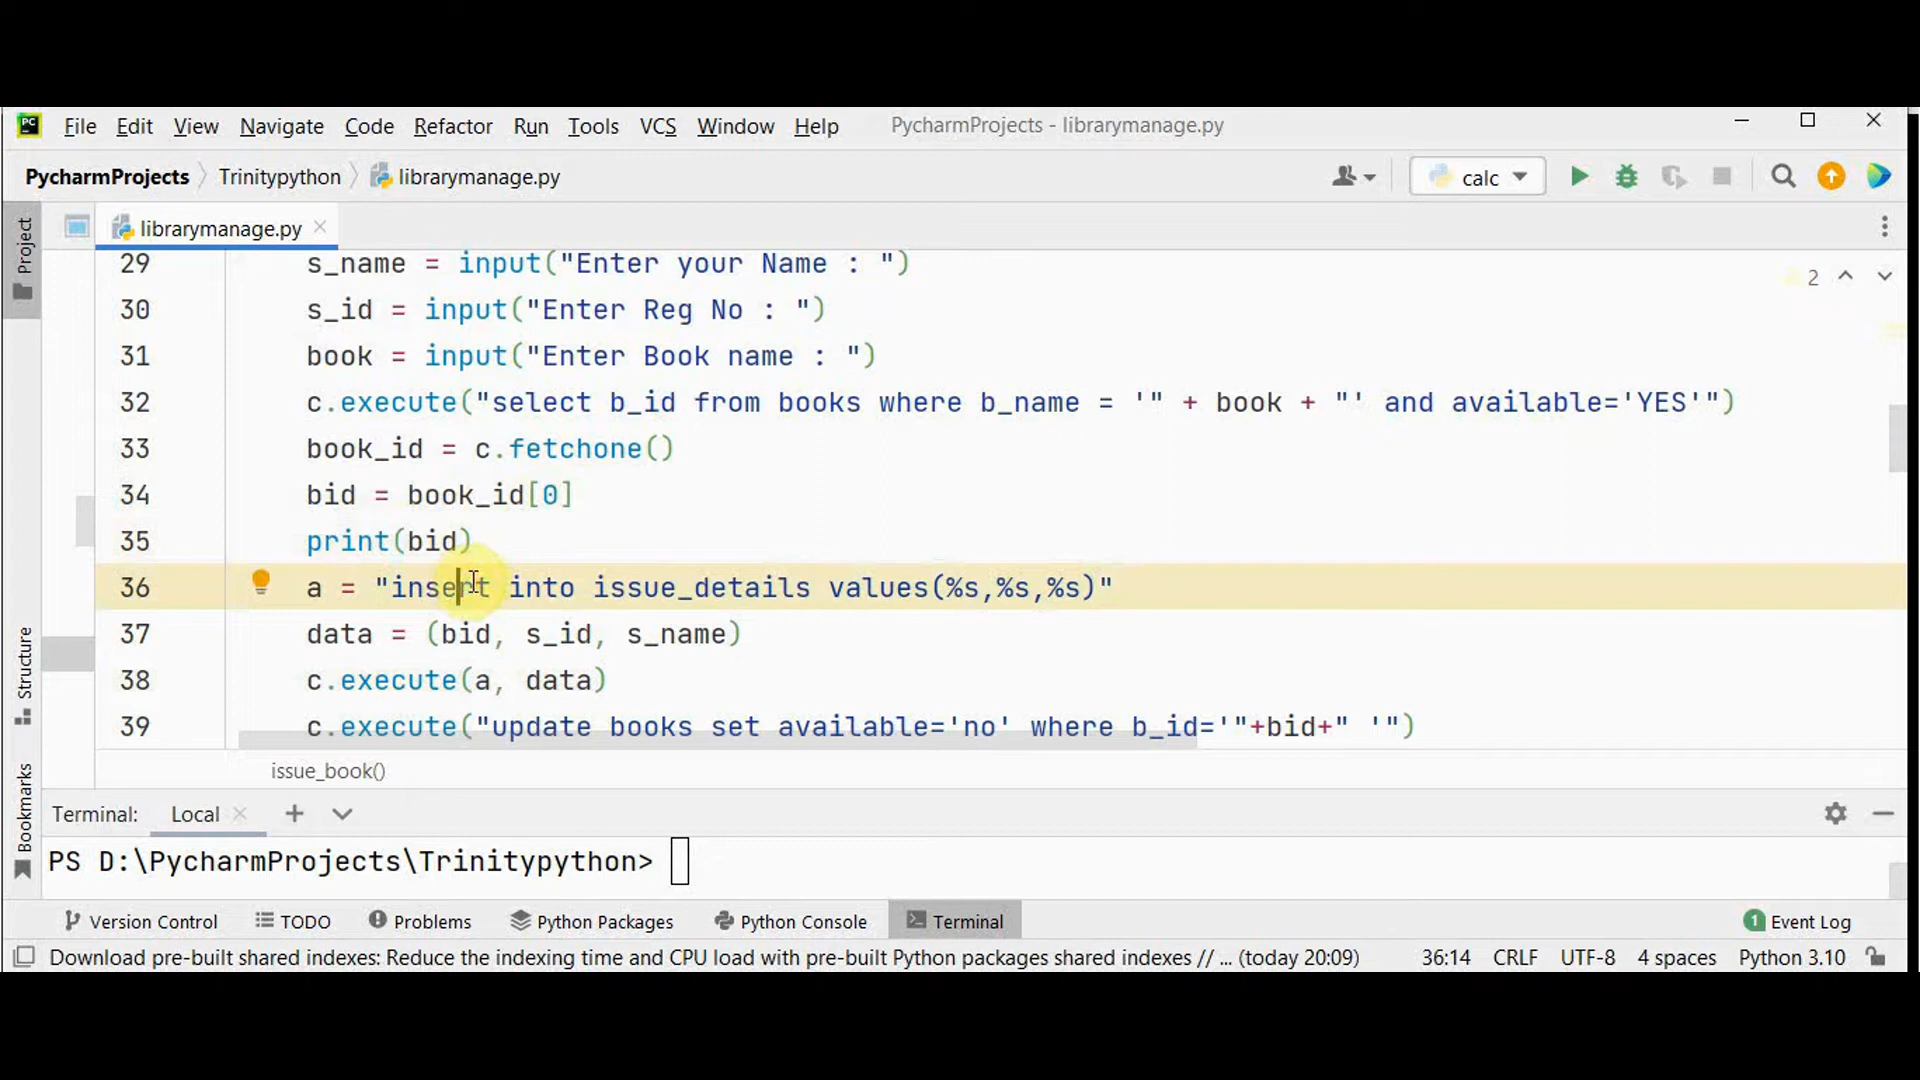 PC File Edit View Navigate Code Refactor Run Tools VCS Window Help PycharmProjects - librarymanage.py
PycharmProjects Trinitypython librarymanage.py calc
librarymanage.py
Project
29 s_name = input("Enter your Name : ")
2
30 s_id = input("Enter Reg No : ")
31 book = input("Enter Book name : ")
32 c.execute("select b_id from books where b_name = '" + book + "' and available='YES'")
33 book_id = c.fetchone()
34 bid = book_id[0]
35 print(bid)
36 a = "insert into issue_details values(%s,%s,%s)"
37 data = (bid, s_id, s_name)
38 c.execute(a, data)
39 c.execute("update books set available='no' where b_id='"+bid+" '")
Structure
issue_book()
Bookmarks
Terminal: Local
PS D:\PycharmProjects\Trinitypython>
Version Control TODO Problems Python Packages Python Console Terminal 1 Event Log
Download pre-built shared indexes: Reduce the indexing time and CPU load with pre-built Python packages shared indexes // ... (today 20:09) 36:14 CRLF UTF-8 4 spaces Python 3.10